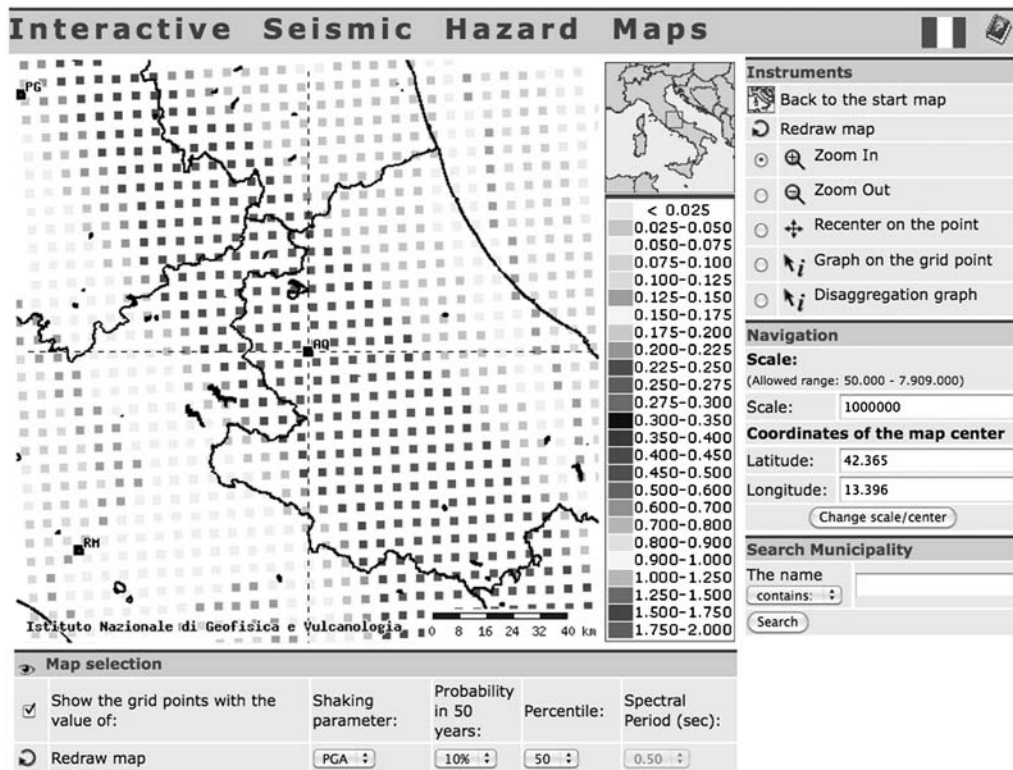 Interactive Seismic Hazard Maps
PG
AQ
RM
Istituto Nazionale di Geofisica e Vulcanologia
0 8 16 24 32 40 km
< 0.025
0.025-0.050
0.050-0.075
0.075-0.100
0.100-0.125
0.125-0.150
0.150-0.175
0.175-0.200
0.200-0.225
0.225-0.250
0.250-0.275
0.275-0.300
0.300-0.350
0.350-0.400
0.400-0.450
0.450-0.500
0.500-0.600
0.600-0.700
0.700-0.800
0.800-0.900
0.900-1.000
1.000-1.250
1.250-1.500
1.500-1.750
1.750-2.000
Instruments
Back to the start map
Redraw map
Zoom In
Zoom Out
Recenter on the point
Graph on the grid point
Disaggregation graph
Navigation
Scale:
(Allowed range: 50.000 - 7.909.000)
Scale: 1000000
Coordinates of the map center
Latitude: 42.365
Longitude: 13.396
Change scale/center
Search Municipality
The name
contains:
Search
Map selection
Show the grid points with the
value of:
Shaking
parameter:
Probability
in 50
years:
Percentile:
Spectral
Period (sec):
Redraw map PGA 10% 50 0.50